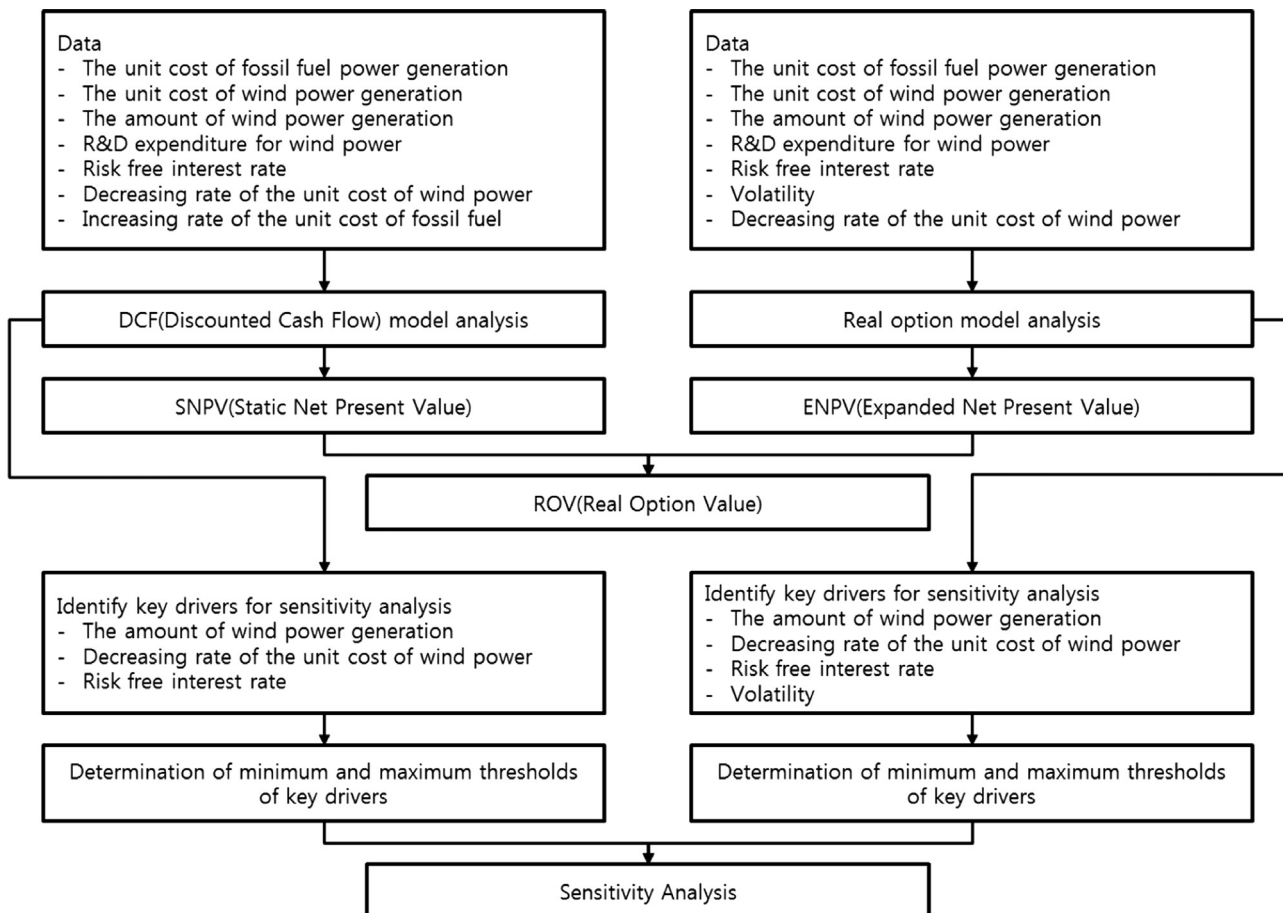 Data
- The unit cost of fossil fuel power generation
- The unit cost of wind power generation
- The amount of wind power generation
- R&D expenditure for wind power
- Risk free interest rate
- Decreasing rate of the unit cost of wind power
- Increasing rate of the unit cost of fossil fuel
Data
- The unit cost of fossil fuel power generation
- The unit cost of wind power generation
- The amount of wind power generation
- R&D expenditure for wind power
- Risk free interest rate
- Volatility
- Decreasing rate of the unit cost of wind power
DCF(Discounted Cash Flow) model analysis
Real option model analysis
SNPV(Static Net Present Value)
ENPV(Expanded Net Present Value)
ROV(Real Option Value)
Identify key drivers for sensitivity analysis
- The amount of wind power generation
- Decreasing rate of the unit cost of wind power
- Risk free interest rate
Identify key drivers for sensitivity analysis
- The amount of wind power generation
- Decreasing rate of the unit cost of wind power
- Risk free interest rate
- Volatility
Determination of minimum and maximum thresholds
of key drivers
Determination of minimum and maximum thresholds
of key drivers
Sensitivity Analysis